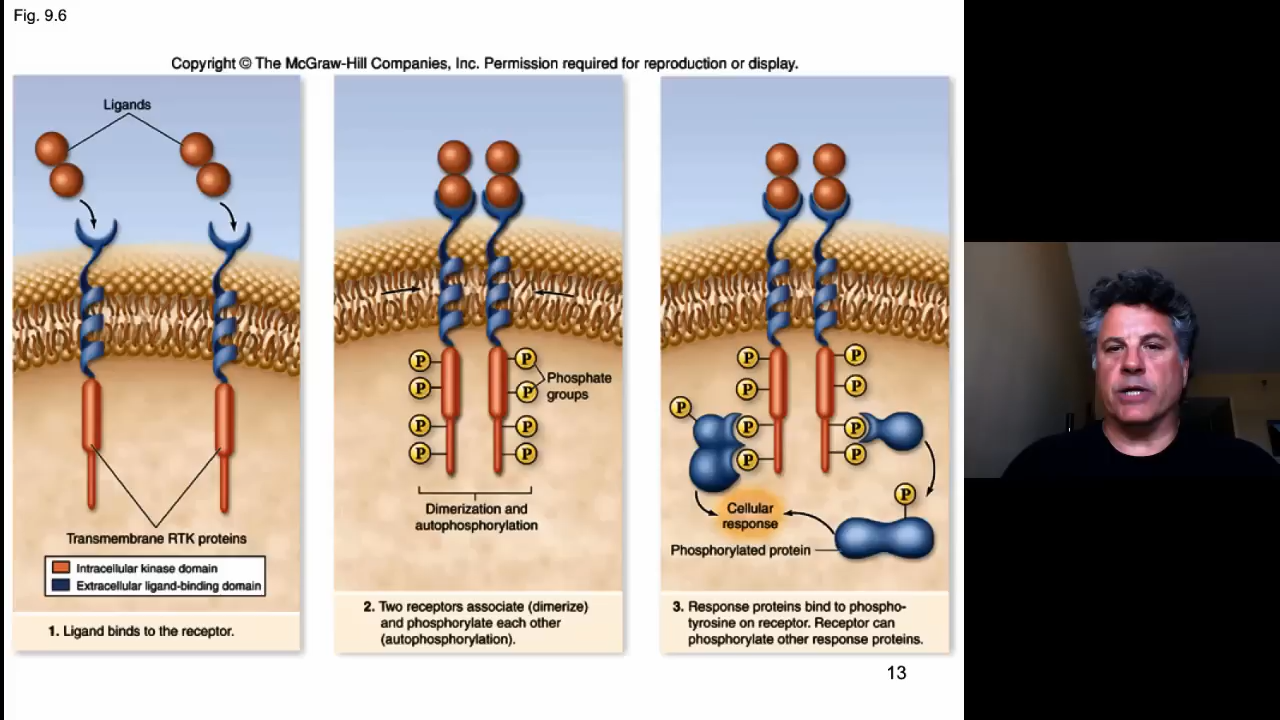 Fig. 9.6
Copyright © The McGraw-Hill Companies, Inc. Permission required for reproduction or display.
Ligands
Transmembrane RTK proteins
Intracellular kinase domain
Extracellular ligand-binding domain
1. Ligand binds to the receptor.
P
P
P
P
P
P
P
P
Phosphate
groups
Dimerization and
autophosphorylation
2. Two receptors associate (dimerize)
and phosphorylate each other
(autophosphorylation).
P
P
P
P
P
P
P
P
P
P
Cellular
response
Phosphorylated protein
3. Response proteins bind to phospho-
tyrosine on receptor. Receptor can
phosphorylate other response proteins.
13